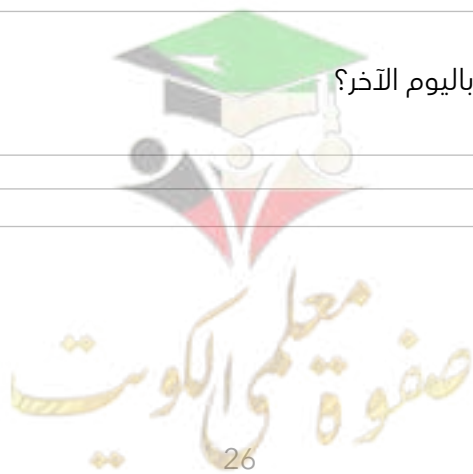 باليوم الآخر؟
صفوة معلمي الكويت
26